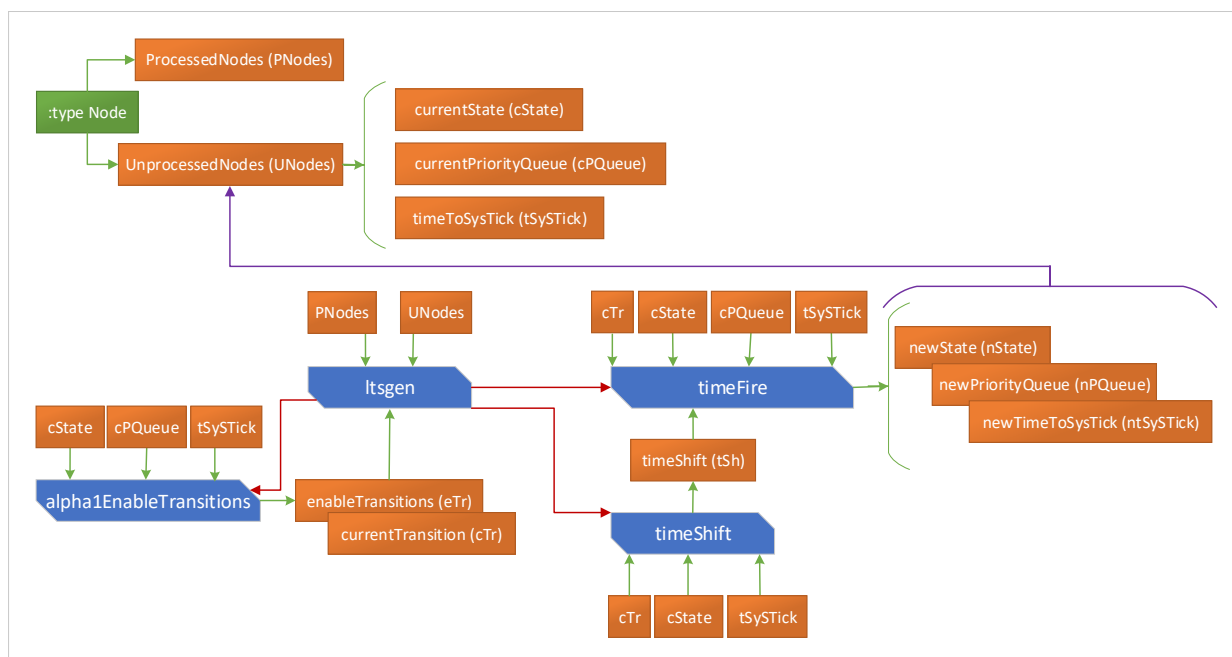 ProcessedNodes (PNodes)
:type Node
UnprocessedNodes (UNodes)
currentState (cState)
currentPriorityQueue (cPQueue)
timeToSysTick (tSySTick)
PNodes
UNodes
ltsgen
cTr
cState
cPQueue
tSySTick
timeFire
newState (nState)
newPriorityQueue (nPQueue)
newTimeToSysTick (ntSySTick)
cState
cPQueue
tSySTick
alpha1EnableTransitions
enableTransitions (eTr)
currentTransition (cTr)
timeShift (tSh)
timeShift
cTr
cState
tSySTick